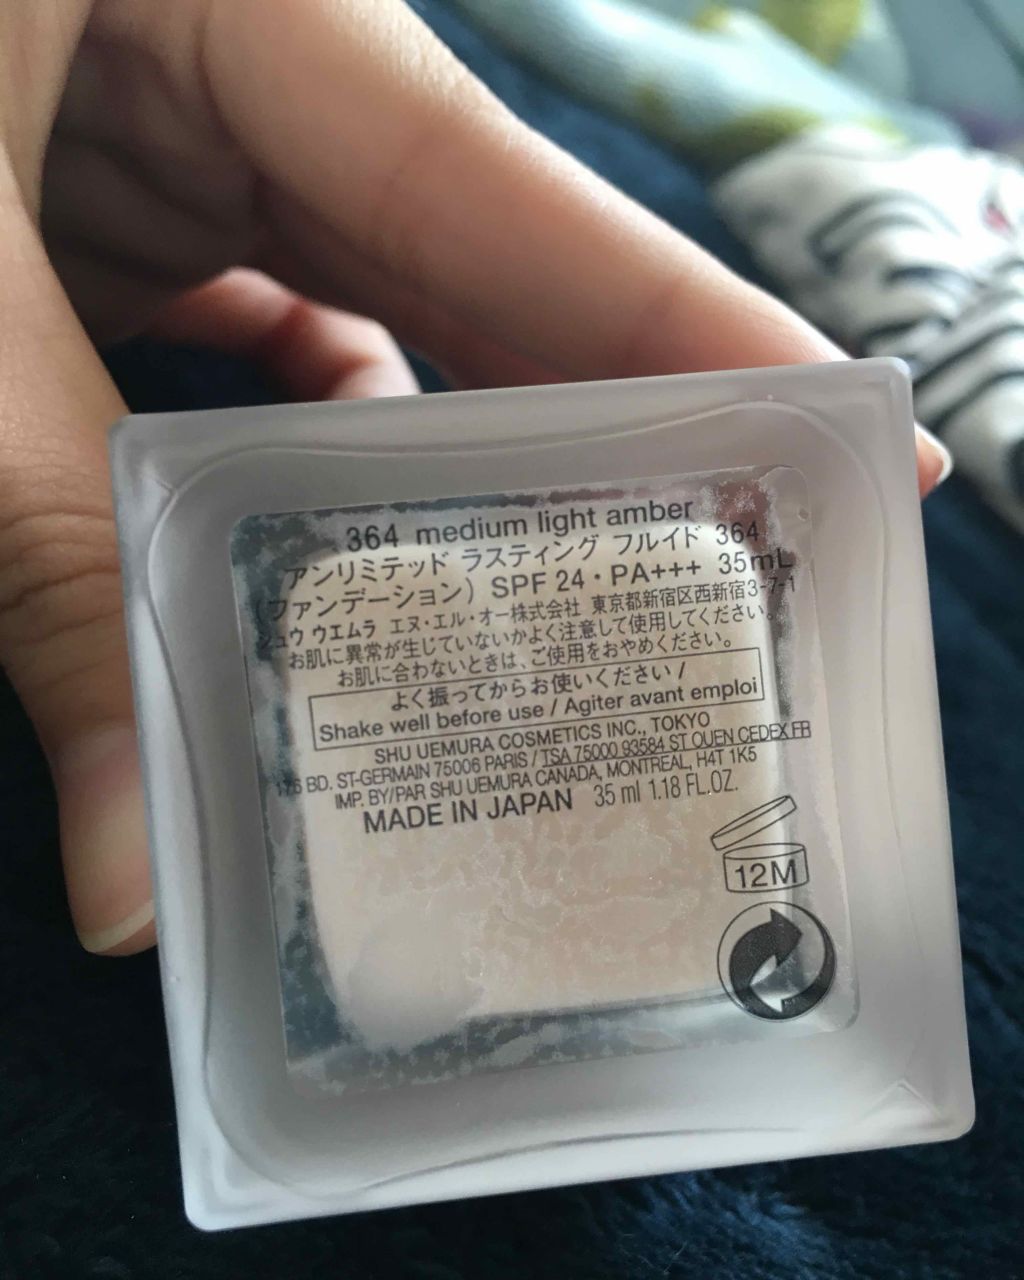 364 medium light amber
アンリミテッド ラスティング フルイド 364
(ファンデーション) SPF 24・PA+++ 35mL
シュウ ウエムラ エヌ・エル・オー株式会社 東京都新宿区西新宿3-7-1
お肌に異常が生じていないかよく注意して使用してください。
お肌に合わないときは、ご使用をおやめください。
よく振ってからお使いください /
Shake well before use / Agiter avant emploi
SHU UEMURA COSMETICS INC., TOKYO
176 BD. ST-GERMAIN 75006 PARIS / TSA 75000 93584 ST OUEN CEDEX FR
IMP. BY/PAR SHU UEMURA CANADA, MONTREAL, H4T 1K5
MADE IN JAPAN 35 ml 1.18 FL.OZ.
12M